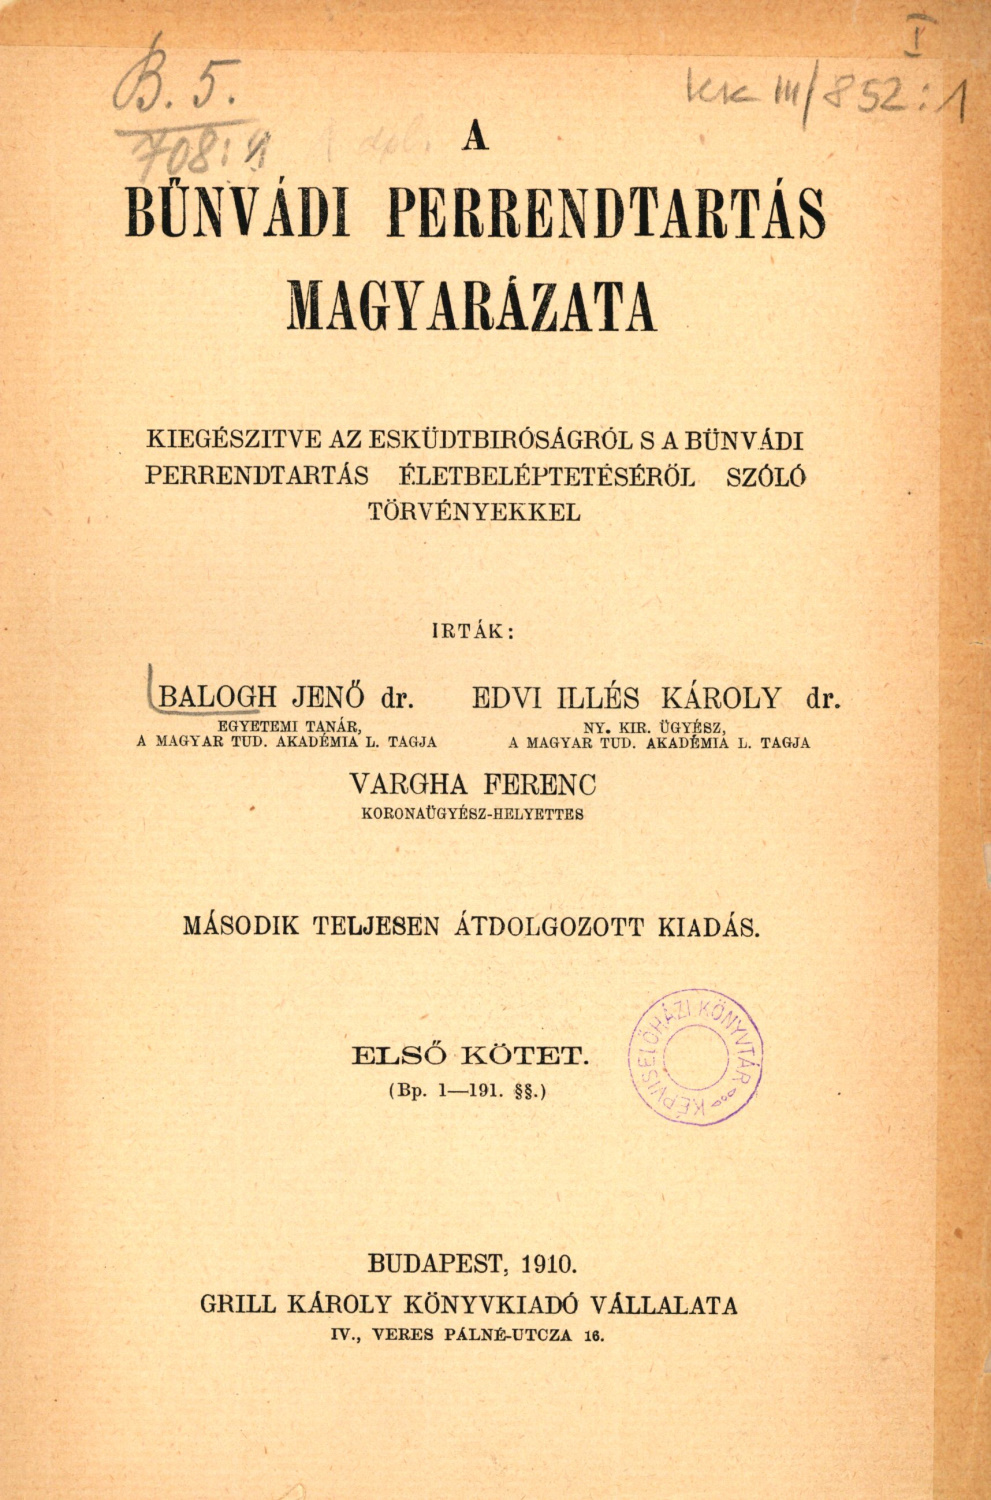 I
B. 5.
kk III/852:1
708:
A
BŰNVÁDI PERRENDTARTÁS
MAGYARÁZATA
KIEGÉSZITVE AZ ESKÜDTBIRÓSÁGRÓL S A BÜNVÁDI
PERRENDTARTÁS ÉLETBELÉPTETÉSÉRŐL SZÓLÓ
TÖRVÉNYEKKEL
IRTÁK:
BALOGH JENŐ dr. EDVI ILLÉS KÁROLY dr.
EGYETEMI TANÁR, NY. KIR. ÜGYÉSZ,
A MAGYAR TUD. AKADÉMIA L. TAGJA A MAGYAR TUD. AKADÉMIA L. TAGJA
VARGHA FERENC
KORONAÜGYÉSZ-HELYETTES
MÁSODIK TELJESEN ÁTDOLGOZOTT KIADÁS.
ELSŐ KÖTET.
(Bp. 1—191. §§.)
KÉPVISELŐHÁZI KÖNYVTÁR
BUDAPEST, 1910.
GRILL KÁROLY KÖNYVKIADÓ VÁLLALATA
IV., VERES PÁLNÉ-UTCZA 16.